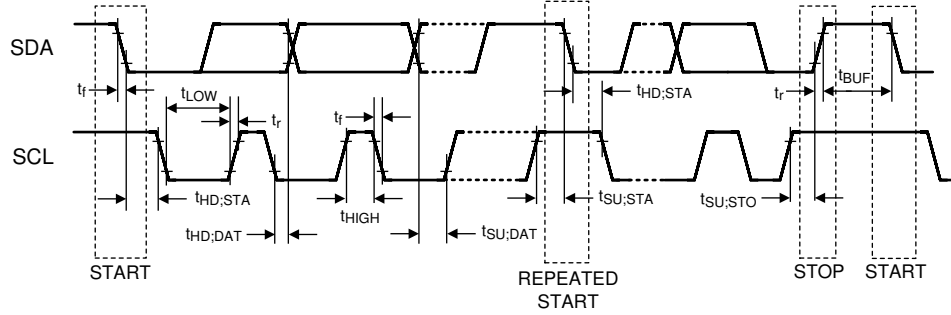 SDA
t_f
t_LOW
t_r
t_f
t_HD;STA
t_r
t_BUF
SCL
t_HD;STA
t_HIGH
t_SU;STA
t_SU;STO
t_HD;DAT
t_SU;DAT
START
REPEATED
START
STOP
START